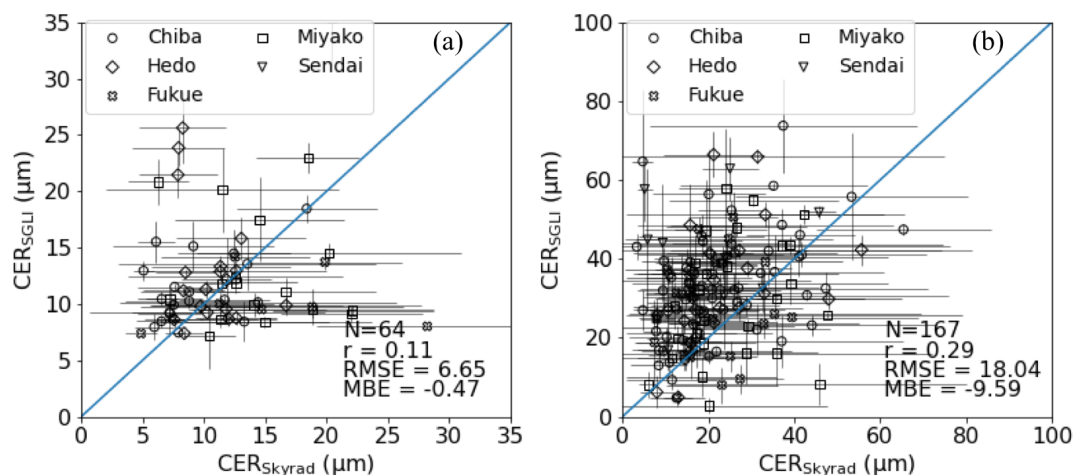 (a)
Chiba
Miyako
Hedo
Sendai
Fukue
35
30
25
20
15
10
5
0
CER_SGLI (μm)
N=64
r = 0.11
RMSE = 6.65
MBE = -0.47
0 5 10 15 20 25 30 35
CER_Skyrad (μm)
(b)
Chiba
Miyako
Hedo
Sendai
Fukue
100
80
60
40
20
0
CER_SGLI (μm)
N=167
r = 0.29
RMSE = 18.04
MBE = -9.59
0 20 40 60 80 100
CER_Skyrad (μm)